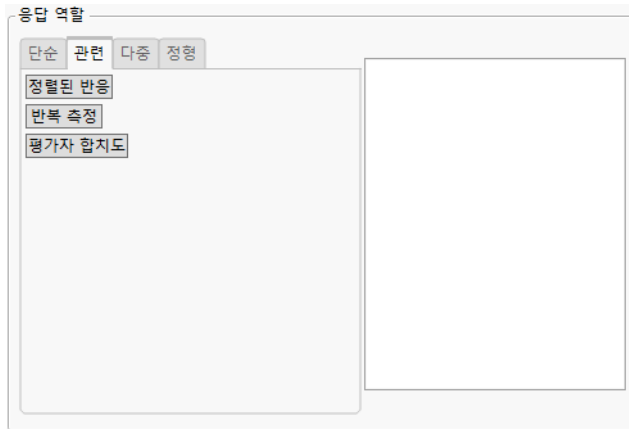 응답 역할
단순 관련 다중 정형
정렬된 반응
반복 측정
평가자 합치도